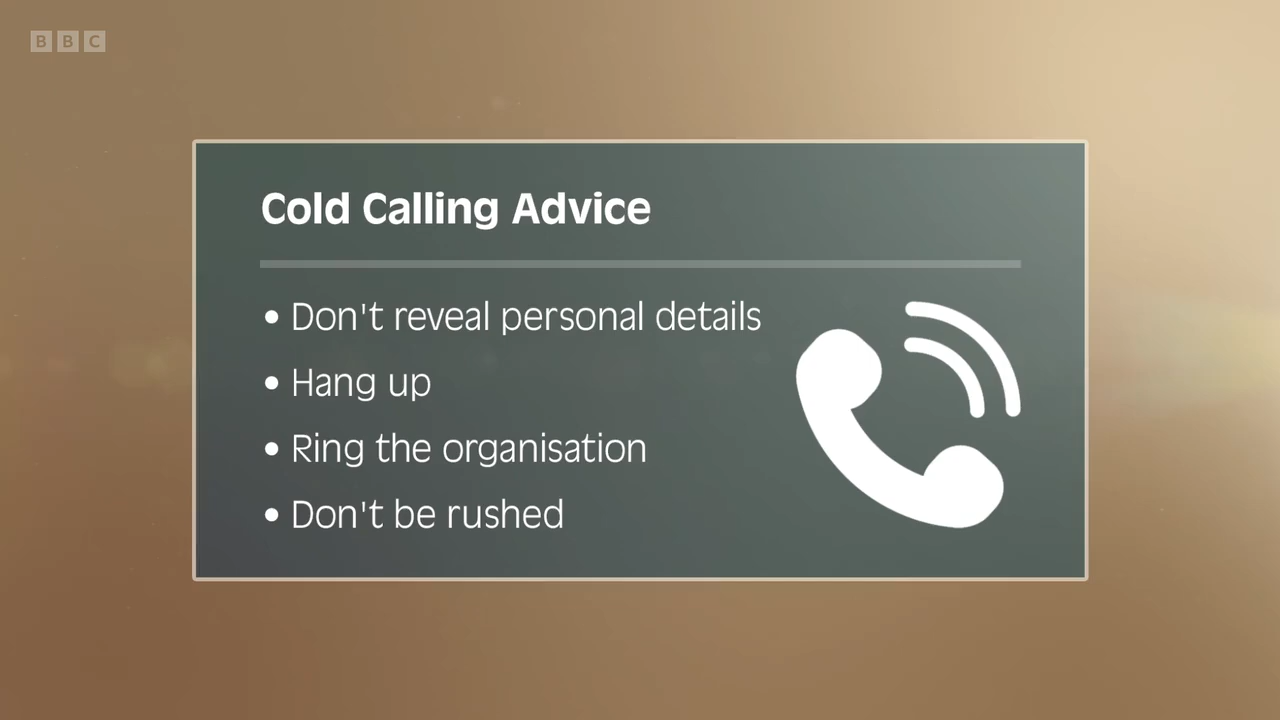 BBC
Cold Calling Advice
• Don't reveal personal details
• Hang up
• Ring the organisation
• Don't be rushed